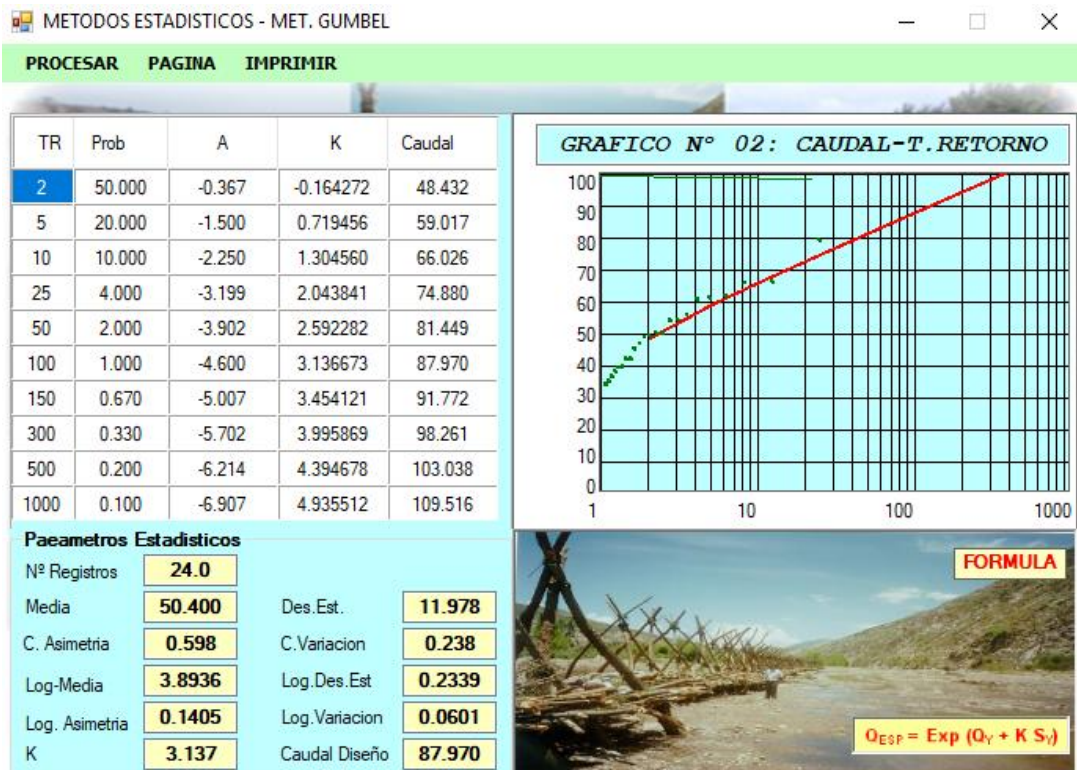 METODOS ESTADISTICOS - MET. GUMBEL
PROCESAR PAGINA IMPRIMIR
TR Prob A K Caudal
2 50.000 -0.367 -0.164272 48.432
5 20.000 -1.500 0.719456 59.017
10 10.000 -2.250 1.304560 66.026
25 4.000 -3.199 2.043841 74.880
50 2.000 -3.902 2.592282 81.449
100 1.000 -4.600 3.136673 87.970
150 0.670 -5.007 3.454121 91.772
300 0.330 -5.702 3.995869 98.261
500 0.200 -6.214 4.394678 103.038
1000 0.100 -6.907 4.935512 109.516
GRAFICO Nº 02: CAUDAL-T.RETORNO
100
90
80
70
60
50
40
30
20
10
0
1 10 100 1000
Paeametros Estadisticos
Nº Registros 24.0
Media 50.400 Des.Est. 11.978
C. Asimetria 0.598 C.Variacion 0.238
Log-Media 3.8936 Log.Des.Est 0.2339
Log. Asimetria 0.1405 Log.Variacion 0.0601
K 3.137 Caudal Diseño 87.970
FORMULA
QESP = Exp (QY + K SY)